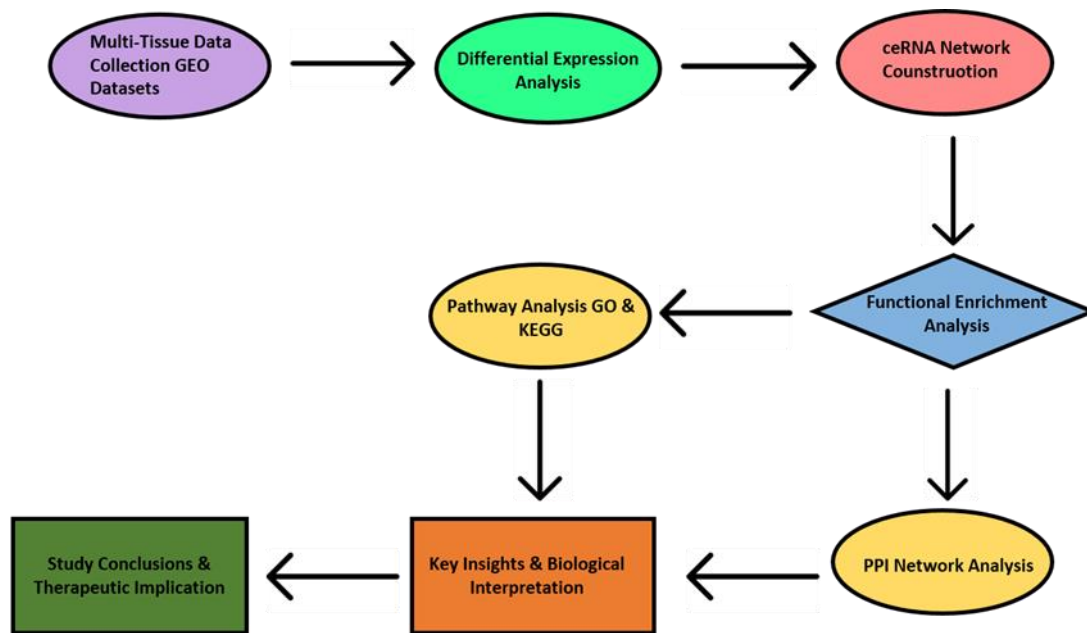 Multi-Tissue Data
Collection GEO
Datasets
Differential Expression
Analysis
ceRNA Network
Counstruotion
Functional Enrichment
Analysis
Pathway Analysis GO &
KEGG
PPI Network Analysis
Key Insights & Biological
Interpretation
Study Conclusions &
Therapeutic Implication